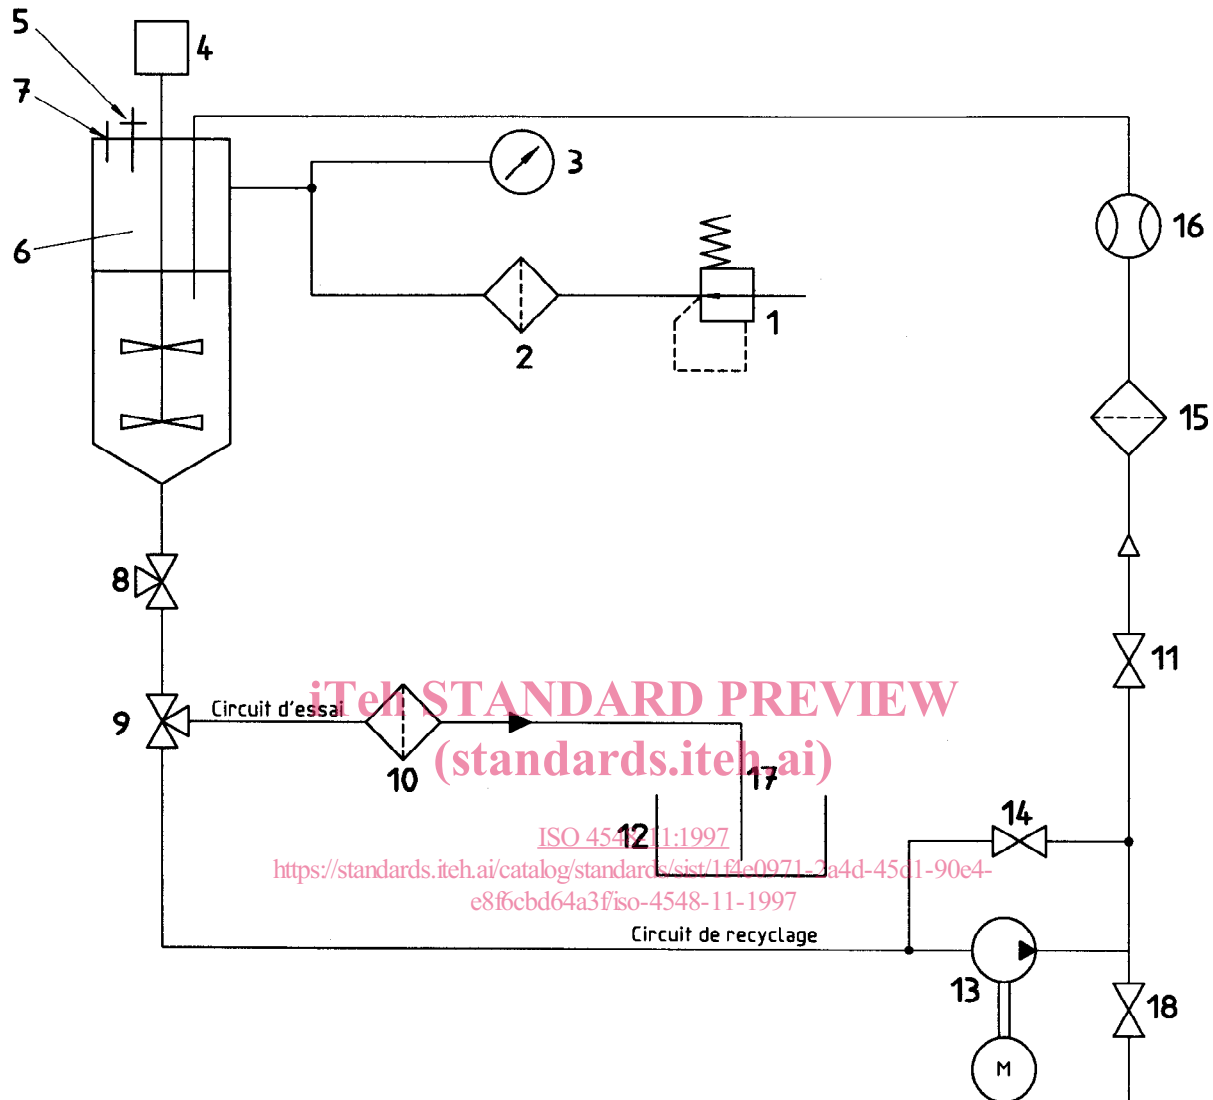 5
4
7
3
16
6
1
2
15
8
11
iTeh STANDARD PREVIEW
Circuit d'essai
9
(standards.iteh.ai)
10
17
14
12
ISO 4548-11:1997
https://standards.iteh.ai/catalog/standards/sist/1f4e0971-2a4d-45d1-90e4-
e8f6cbd64a3f/iso-4548-11-1997
Circuit de recyclage
13
18
M